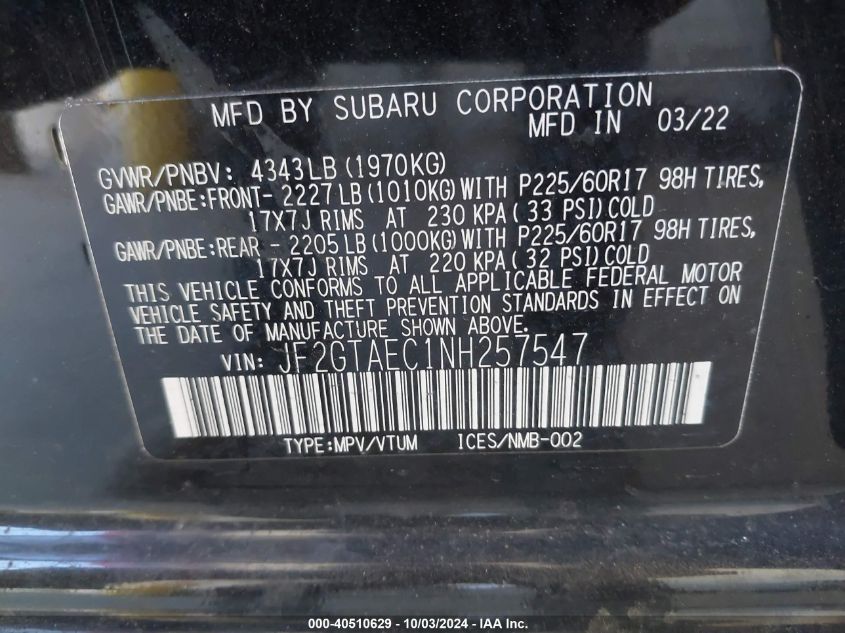 MFD BY SUBARU CORPORATION
MFD IN 03/22
GVWR/PNBV: 4343LB (1970KG)
GAWR/PNBE:FRONT- 2227LB (1010KG) WITH P225/60R17 98H TIRES,
17X7J RIMS AT 230 KPA ( 33 PSI) COLD
GAWR/PNBE:REAR - 2205LB (1000KG) WITH P225/60R17 98H TIRES,
17X7J RIMS AT 220 KPA ( 32 PSI) COLD
THIS VEHICLE CONFORMS TO ALL APPLICABLE FEDERAL MOTOR
VEHICLE SAFETY AND THEFT PREVENTION STANDARDS IN EFFECT ON
THE DATE OF MANUFACTURE SHOWN ABOVE.
VIN: JF2GTAEC1NH257547
TYPE:MPV/VTUM ICES/NMB-002
000-40510629 - 10/03/2024 - IAA Inc.